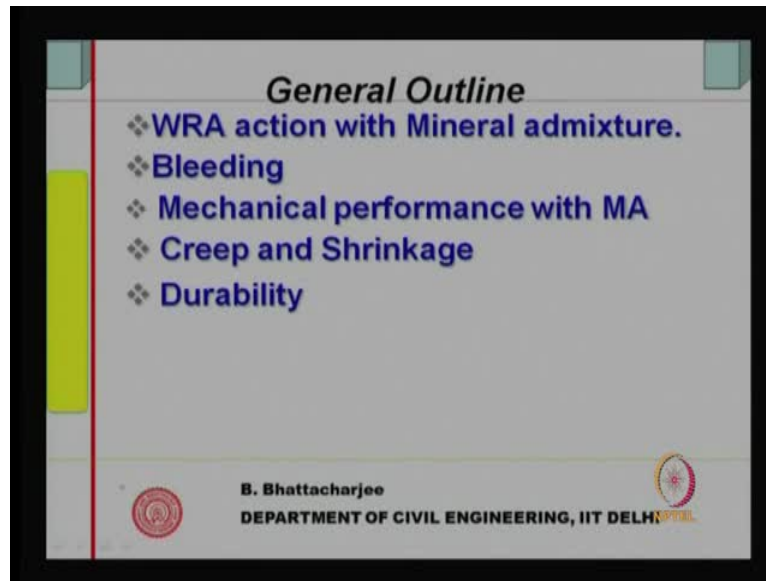 General Outline
❖WRA action with Mineral admixture.
❖Bleeding
❖ Mechanical performance with MA
❖ Creep and Shrinkage
❖ Durability
B. Bhattacharjee
DEPARTMENT OF CIVIL ENGINEERING, IIT DELHI
NPTEL